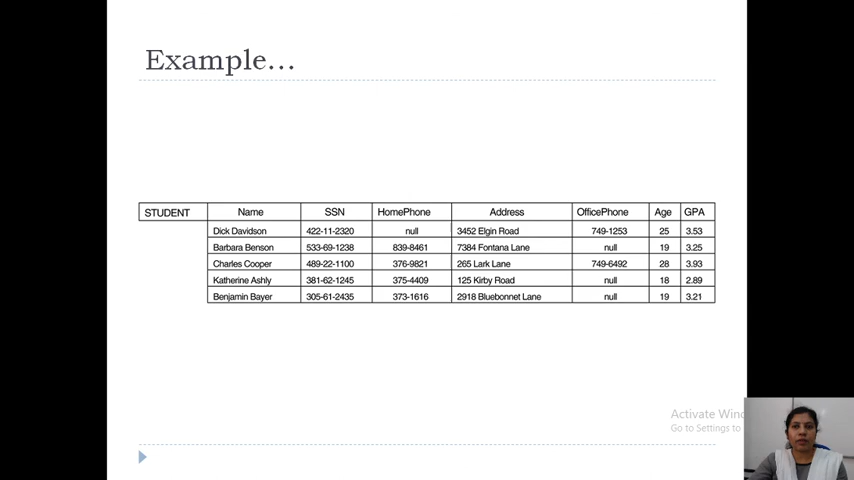 Example…
STUDENT Name SSN HomePhone Address OfficePhone Age GPA
Dick Davidson 422-11-2320 null 3452 Elgin Road 749-1253 25 3.53
Barbara Benson 533-69-1238 839-8461 7384 Fontana Lane null 19 3.25
Charles Cooper 489-22-1100 376-9821 265 Lark Lane 749-6492 28 3.93
Katherine Ashly 381-62-1245 375-4409 125 Kirby Road null 18 2.89
Benjamin Bayer 305-61-2435 373-1616 2918 Bluebonnet Lane null 19 3.21
Activate Winc
Go to Settings to